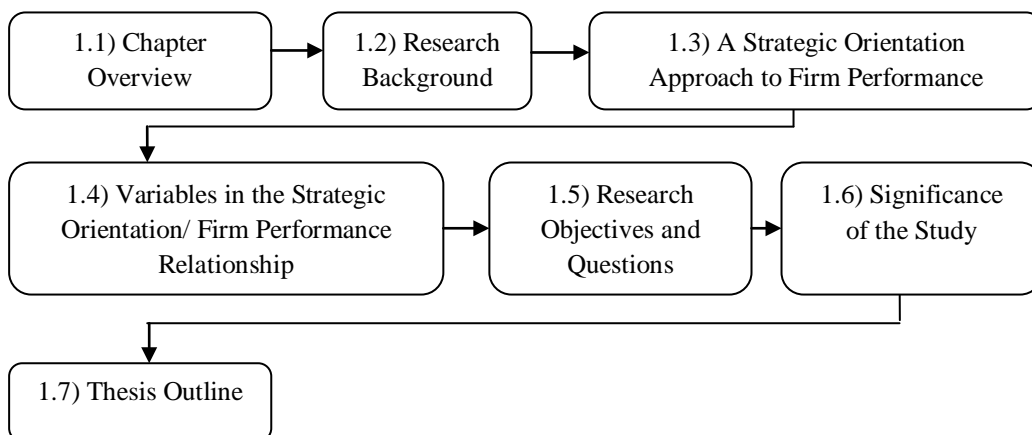 1.1) Chapter
Overview
1.2) Research
Background
1.3) A Strategic Orientation
Approach to Firm Performance
1.4) Variables in the Strategic
Orientation/ Firm Performance
Relationship
1.5) Research
Objectives and
Questions
1.6) Significance
of the Study
1.7) Thesis Outline